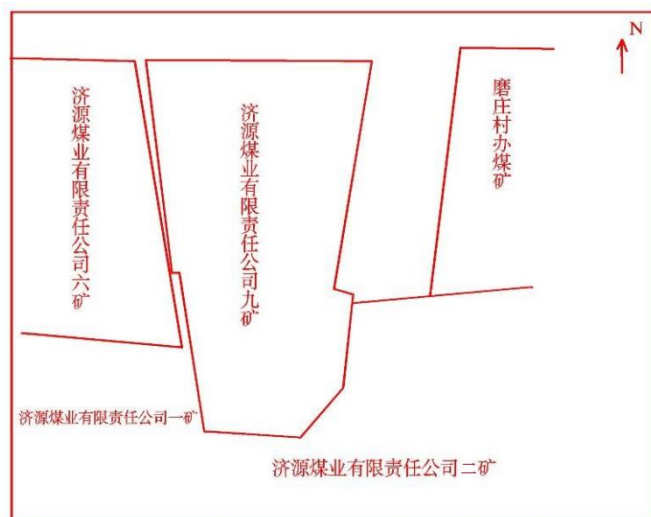 N
济源煤业有限责任公司六矿
济源煤业有限责任公司九矿
磨庄村办煤矿
济源煤业有限责任公司一矿
济源煤业有限责任公司二矿